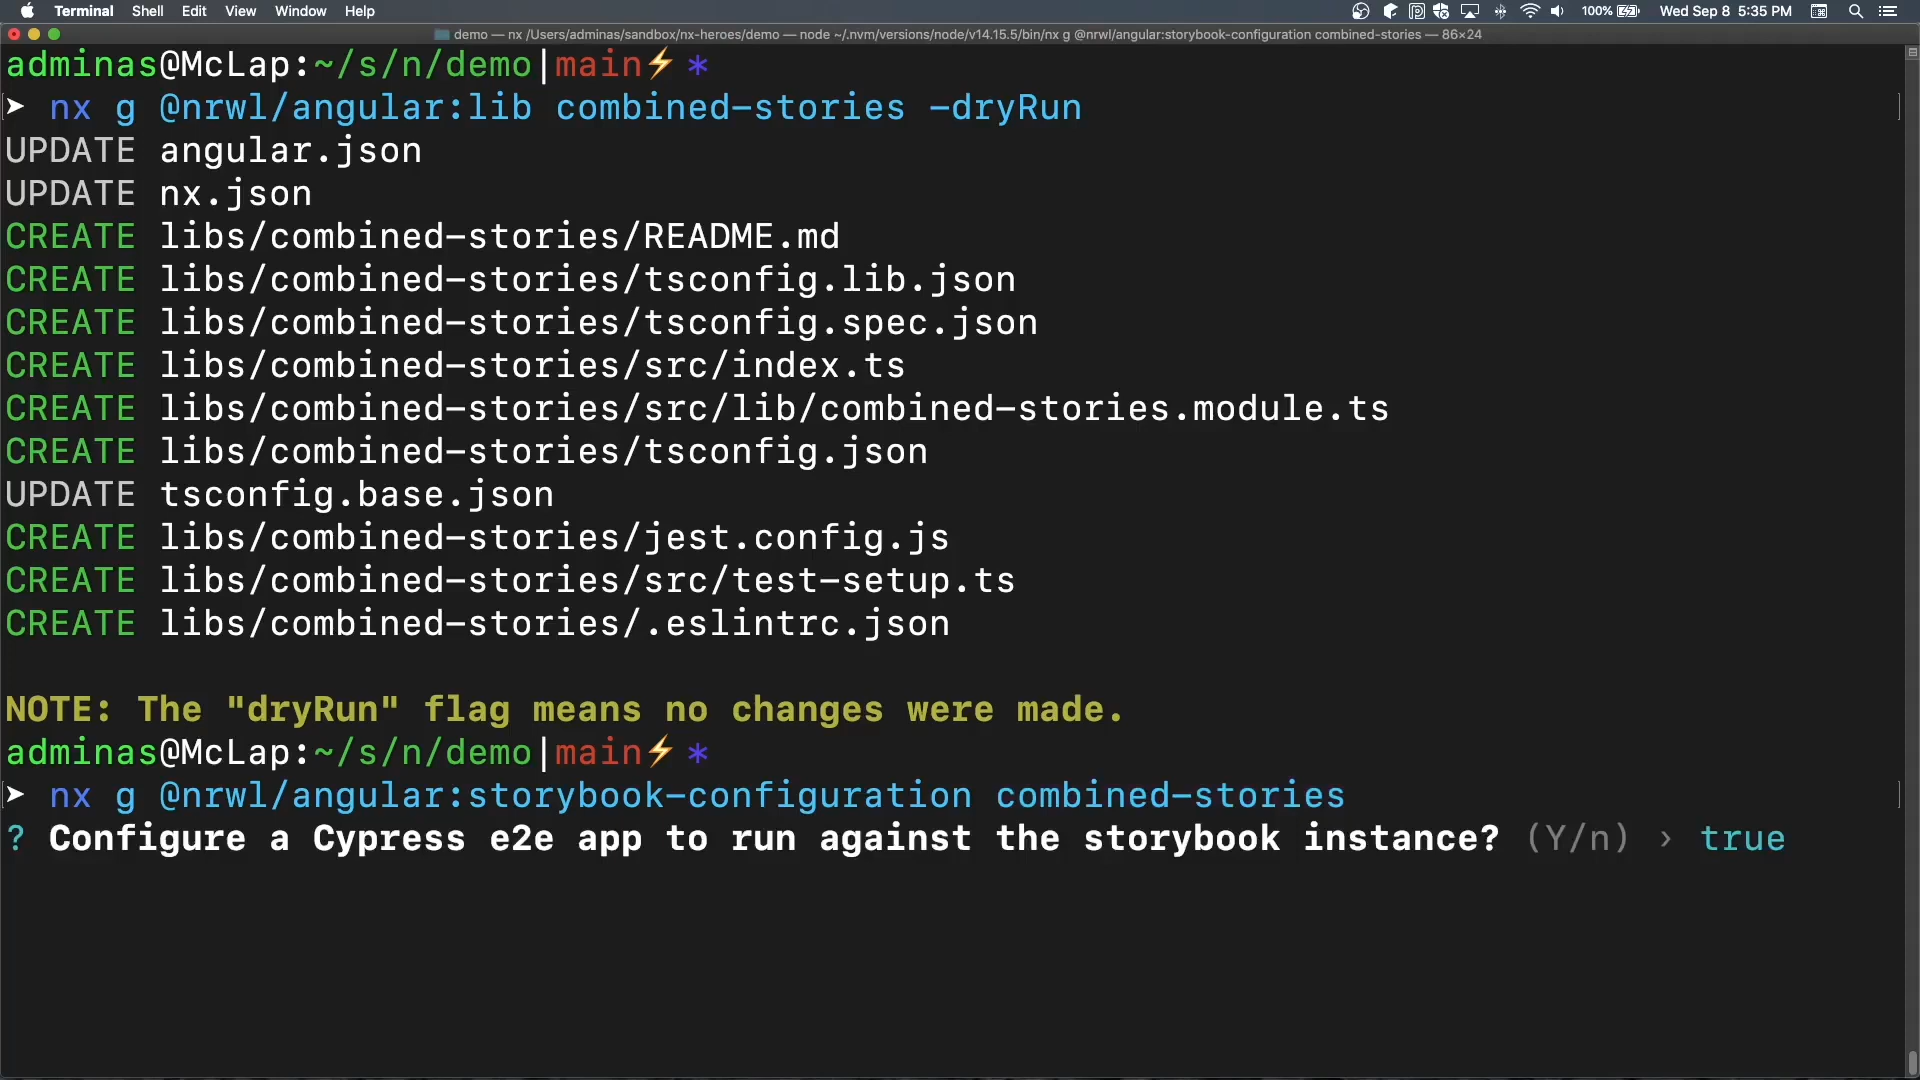 Terminal Shell Edit View Window Help 100% Wed Sep 8 5:35 PM
demo — nx /Users/adminas/sandbox/nx-heroes/demo — node ~/.nvm/versions/node/v14.15.5/bin/nx g @nrwl/angular:storybook-configuration combined-stories — 86×24
adminas@McLap:~/s/n/demo|main⚡ *
➤ nx g @nrwl/angular:lib combined-stories -dryRun
UPDATE angular.json
UPDATE nx.json
CREATE libs/combined-stories/README.md
CREATE libs/combined-stories/tsconfig.lib.json
CREATE libs/combined-stories/tsconfig.spec.json
CREATE libs/combined-stories/src/index.ts
CREATE libs/combined-stories/src/lib/combined-stories.module.ts
CREATE libs/combined-stories/tsconfig.json
UPDATE tsconfig.base.json
CREATE libs/combined-stories/jest.config.js
CREATE libs/combined-stories/src/test-setup.ts
CREATE libs/combined-stories/.eslintrc.json
NOTE: The "dryRun" flag means no changes were made.
adminas@McLap:~/s/n/demo|main⚡ *
➤ nx g @nrwl/angular:storybook-configuration combined-stories
? Configure a Cypress e2e app to run against the storybook instance? (Y/n) › true